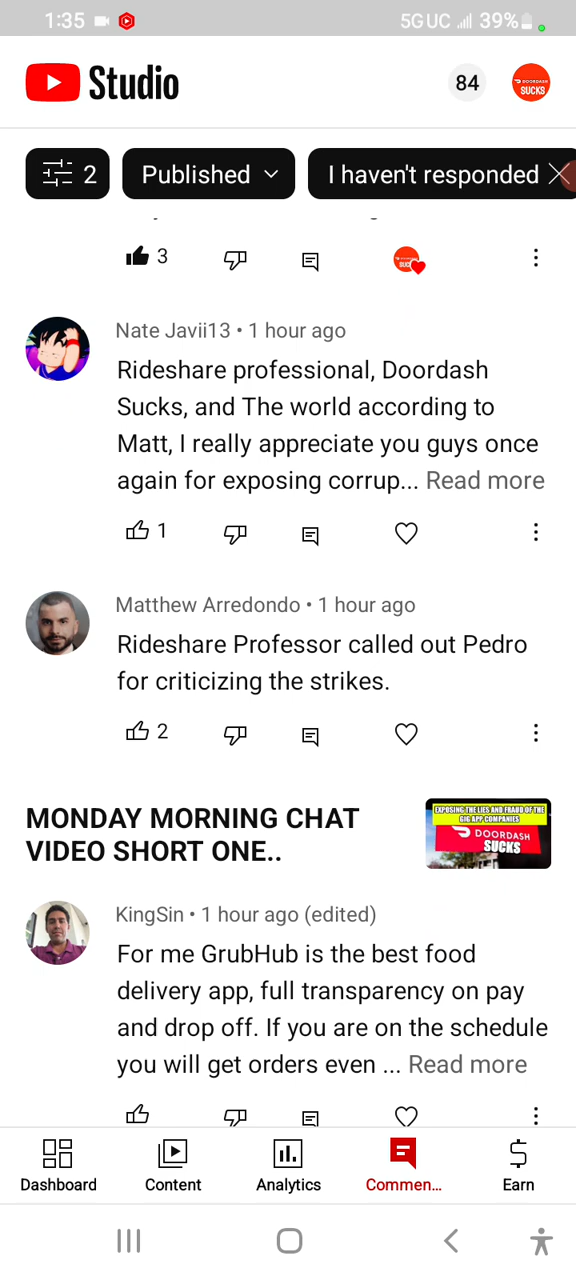 1:35
5G UC 39%
Studio
84
DOORDASH
SUCKS
2
Published
I haven't responded
3
Nate Javii13 • 1 hour ago
Rideshare professional, Doordash
Sucks, and The world according to
Matt, I really appreciate you guys once
again for exposing corrup... Read more
1
Matthew Arredondo • 1 hour ago
Rideshare Professor called out Pedro
for criticizing the strikes.
2
MONDAY MORNING CHAT
VIDEO SHORT ONE..
EXPOSING THE LIES AND FRAUD OF THE
GIG APP COMPANIES
DOORDASH
SUCKS
KingSin • 1 hour ago (edited)
For me GrubHub is the best food
delivery app, full transparency on pay
and drop off. If you are on the schedule
you will get orders even ... Read more
Dashboard
Content
Analytics
Commen...
Earn